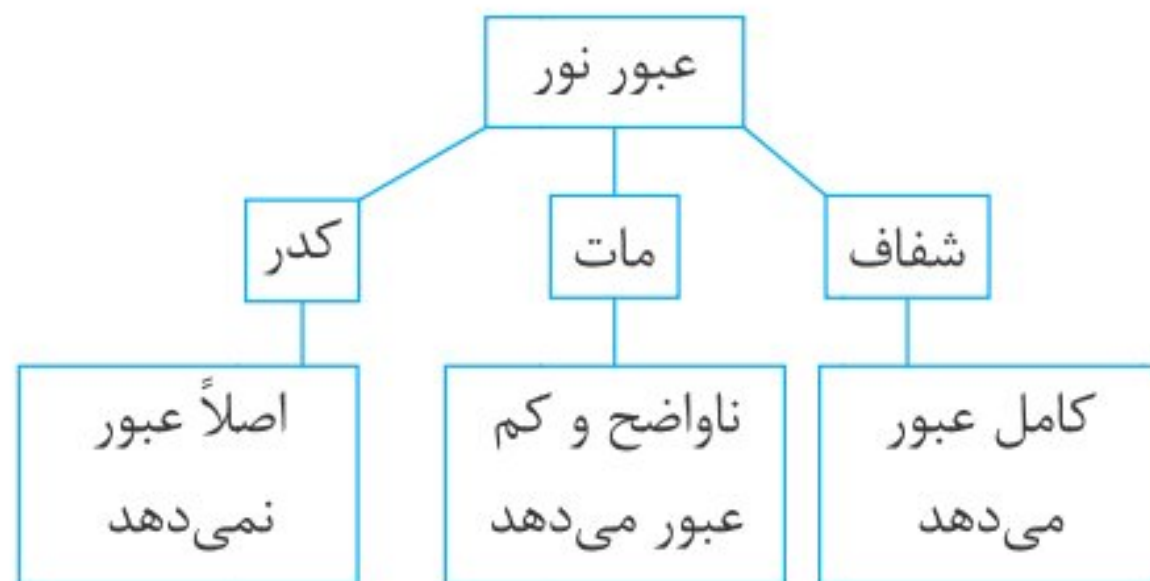 عبور نور
شفاف
مات
کدر
کامل عبور
می‌دهد
ناواضح و کم
عبور می‌دهد
اصلاً عبور
نمی‌دهد